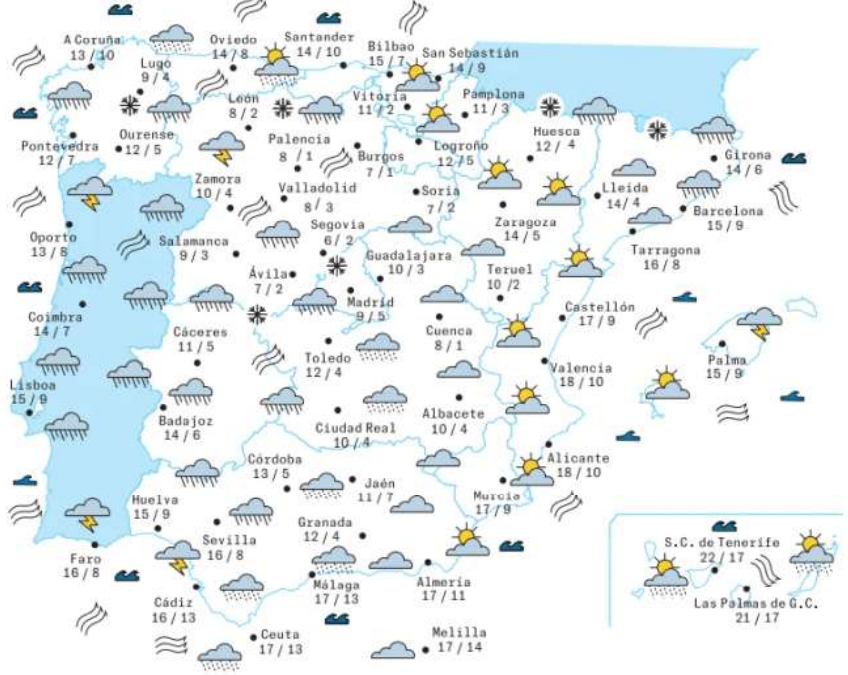 A Coruña
13 / 10
Lugo
9 / 4
Oviedo
14 / 8
Santander
14 / 10
Bilbao
15 / 7
San Sebastián
14 / 9
Vitoria
11 / 2
Pamplona
11 / 3
León
8 / 2
Pontevedra
12 / 7
Ourense
12 / 5
Palencia
8 / 1
Burgos
7 / 1
Logroño
12 / 5
Huesca
12 / 4
Girona
14 / 6
Zamora
10 / 4
Valladolid
8 / 3
Soria
7 / 2
Zaragoza
14 / 5
Lleida
14 / 4
Barcelona
15 / 9
Oporto
13 / 8
Salamanca
9 / 3
Segovia
6 / 2
Guadalajara
10 / 3
Tarragona
16 / 8
Ávila
7 / 2
Madrid
9 / 5
Teruel
10 /2
Coimbra
14 / 7
Cáceres
11 / 5
Toledo
12 / 4
Cuenca
8 / 1
Castellón
17 / 9
Valencia
18 / 10
Palma
15 / 9
Lisboa
15 / 9
Badajoz
14 / 6
Ciudad Real
10 / 4
Albacete
10 / 4
Alicante
18 / 10
Córdoba
13 / 5
Jaén
11 / 7
Murcia
17 / 9
Huelva
15 / 9
Sevilla
16 / 8
Granada
12 / 4
Faro
16 / 8
Cádiz
16 / 13
Málaga
17 / 13
Almería
17 / 11
Ceuta
17 / 13
Melilla
17 / 14
S.C. de Tenerife
22 / 17
Las Palmas de G.C.
21 / 17